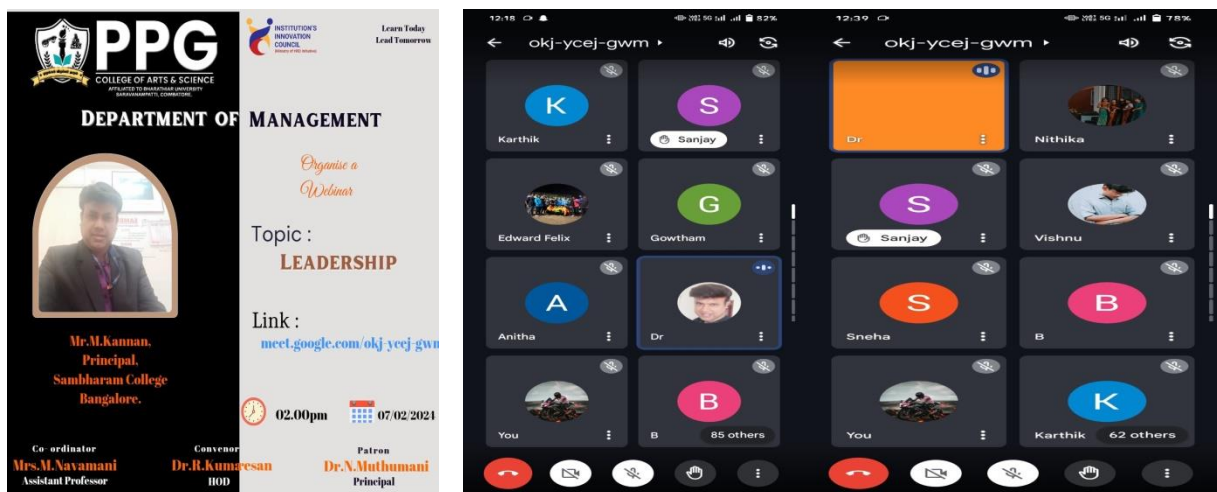 PPG
COLLEGE OF ARTS & SCIENCE
AFFILIATED TO BHARATHIAR UNIVERSITY
SARAVANAMPATTI, COIMBATORE.
INSTITUTION'S
INNOVATION
COUNCIL
Learn Today
Lead Tomorrow
DEPARTMENT OF MANAGEMENT
Organise a
Webinar
Topic :
LEADERSHIP
Link :
meet.google.com/okj-ycej-gwm
Mr.M.Kannan,
Principal,
Sambharam College
Bangalore.
02.00pm
07/02/2024
Co-ordinator
Mrs.M.Navamani
Assistant Professor
Convenor
Dr.R.Kumaresan
HOD
Patron
Dr.N.Muthumani
Principal
12:18
5G
82%
okj-ycej-gwm
K
Karthik
S
Sanjay
Edward Felix
G
Gowtham
A
Anitha
Dr
You
B
B
85 others
12:39
5G
78%
okj-ycej-gwm
Dr
Nithika
S
Sanjay
Vishnu
S
Sneha
B
B
You
K
Karthik
62 others